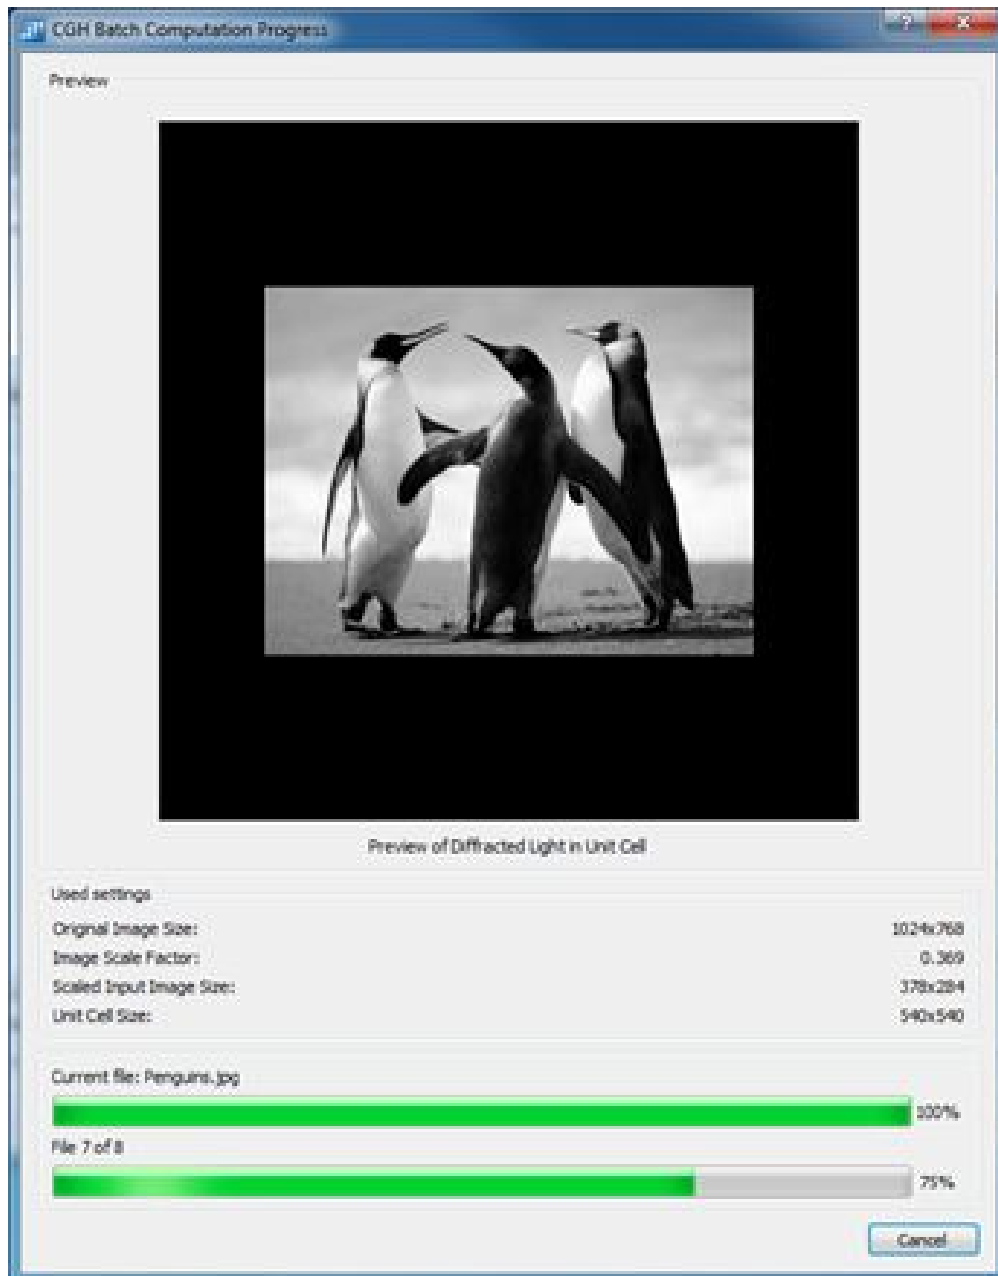 CGH Batch Computation Progress
Preview
Preview of Diffracted Light in Unit Cell
Used settings
Original Image Size: 1024x768
Image Scale Factor: 0.369
Scaled Input Image Size: 378x284
Unit Cell Size: 540x540
Current file: Penguins.jpg
100%
File 7 of 8
75%
Cancel